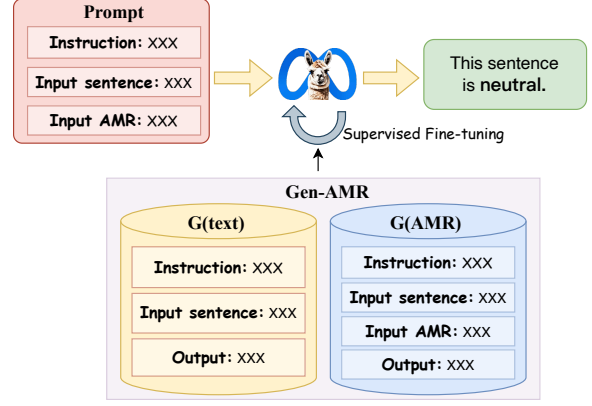 Prompt
Instruction: XXX
Input sentence: XXX
Input AMR: XXX
This sentence
is neutral.
Supervised Fine-tuning
Gen-AMR
G(text)
Instruction: XXX
Input sentence: XXX
Output: XXX
G(AMR)
Instruction: XXX
Input sentence: XXX
Input AMR: XXX
Output: XXX